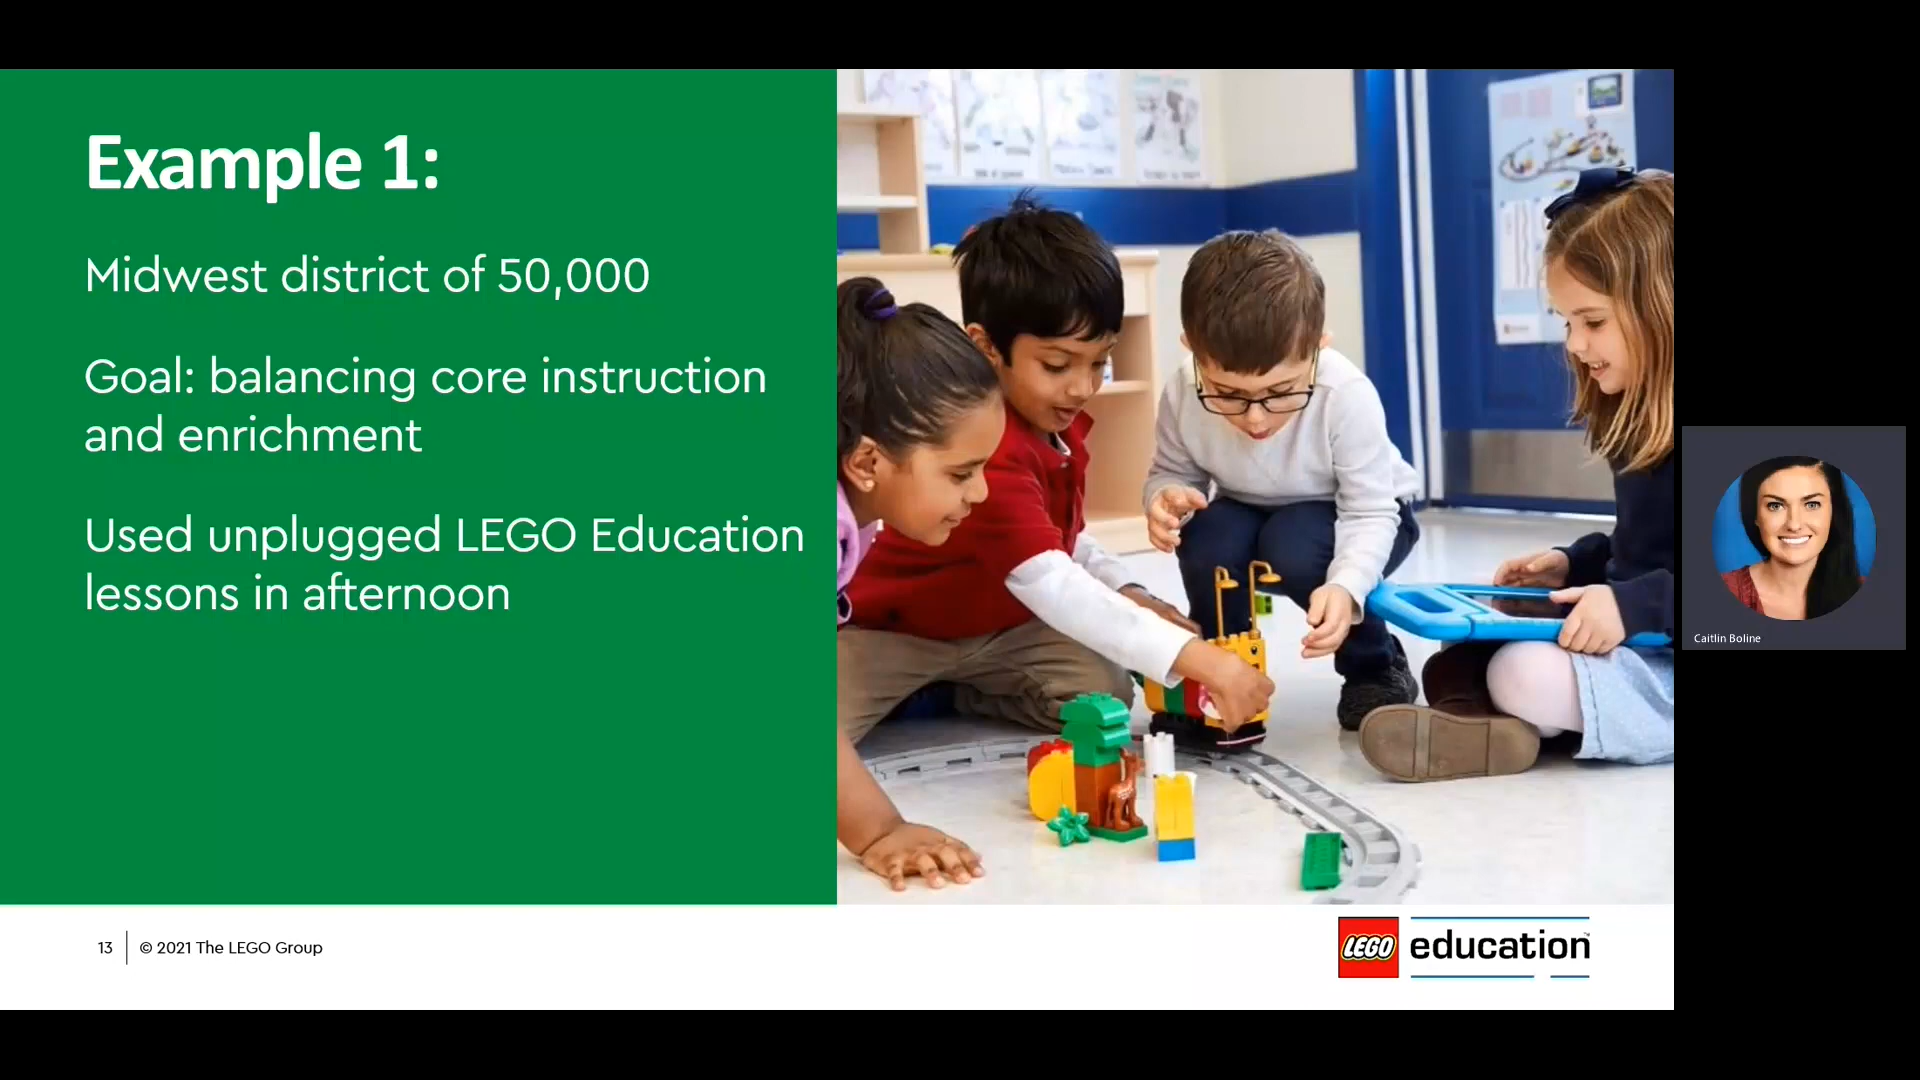 Example 1:
Midwest district of 50,000
Goal: balancing core instruction
and enrichment
Used unplugged LEGO Education
lessons in afternoon
13
© 2021 The LEGO Group
LEGO education™
Caitlin Boline